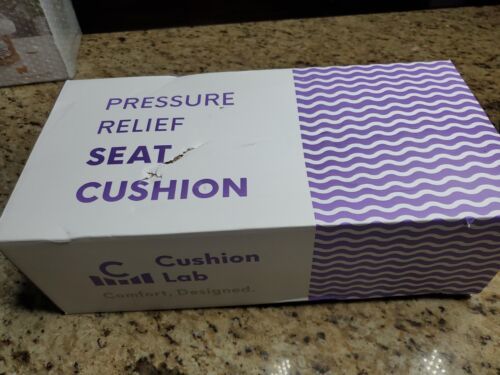 PRESSURE
RELIEF
SEAT
CUSHION
C
Cushion
Lab
Comfort, Designed.